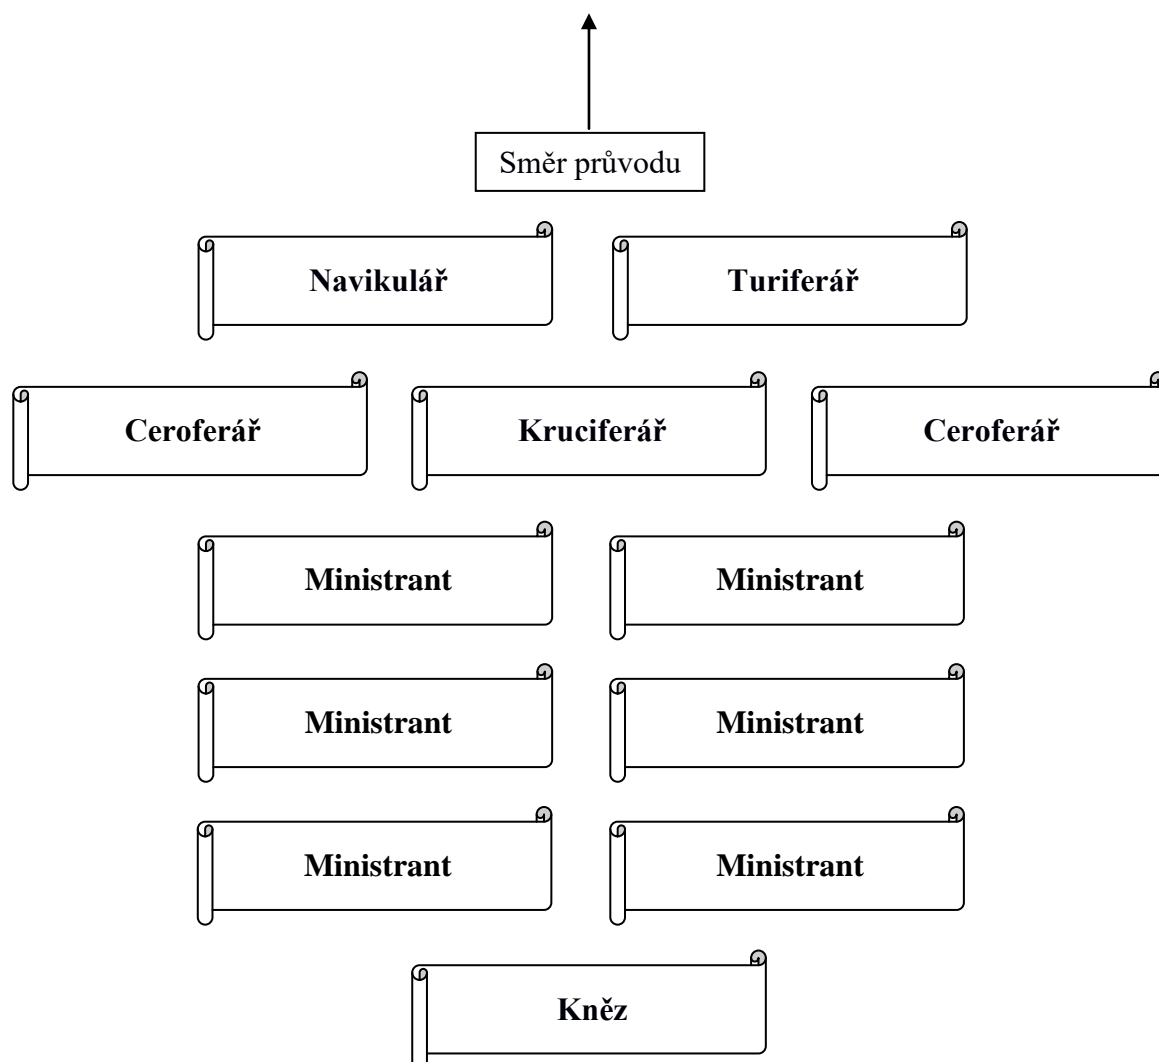 Směr průvodu
Navikulář Turiferář
Ceroferář Kruciferář Ceroferář
Ministrant Ministrant
Ministrant Ministrant
Ministrant Ministrant
Kněz